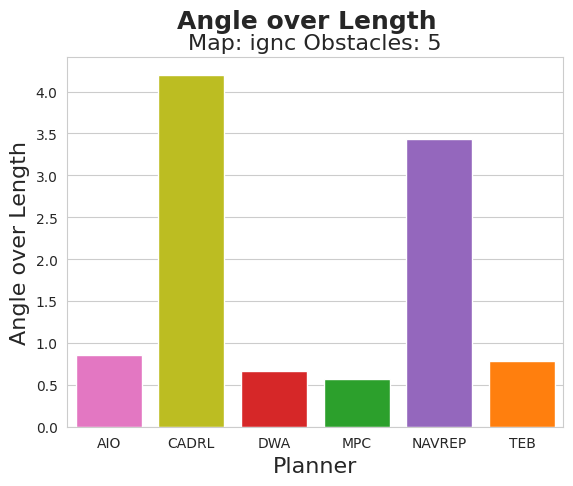 Angle over Length
Map: ignc Obstacles: 5
Angle over Length
4.0
3.5
3.0
2.5
2.0
1.5
1.0
0.5
0.0
AIO CADRL DWA MPC NAVREP TEB
Planner